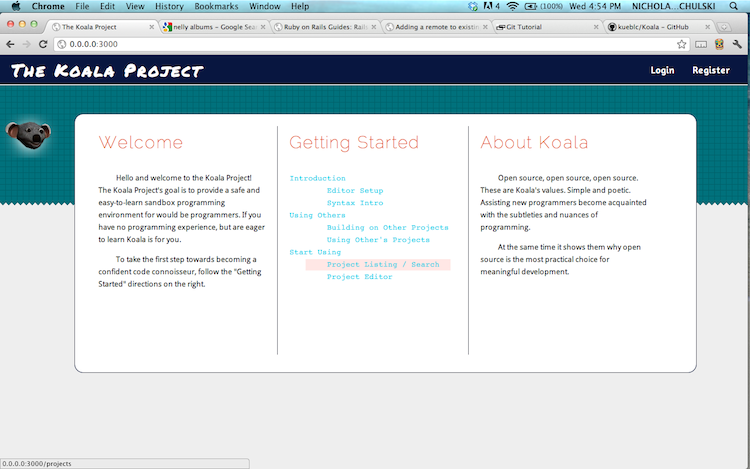 Chrome File Edit View History Bookmarks Window Help 4 (100%) Wed 4:54 PM NICHOLA...CHULSKI
The Koala Project
nelly albums – Google Sea
Ruby on Rails Guides: Rails
Adding a remote to existin
Git Tutorial
kueblc/Koala – GitHub
0.0.0.0:3000
The Koala Project
Login Register
Welcome
Hello and welcome to the Koala Project!
The Koala Project's goal is to provide a safe and
easy-to-learn sandbox programming
environment for would be programmers. If you
have no programming experience, but are eager
to learn Koala is for you.
To take the first step towards becoming a
confident code connoisseur, follow the "Getting
Started" directions on the right.
Getting Started
Introduction
Editor Setup
Syntax Intro
Using Others
Building on Other Projects
Using Other's Projects
Start Using
Project Listing / Search
Project Editor
About Koala
Open source, open source, open source.
These are Koala's values. Simple and poetic.
Assisting new programmers become acquainted
with the subtleties and nuances of
programming.
At the same time it shows them why open
source is the most practical choice for
meaningful development.
0.0.0.0:3000/projects